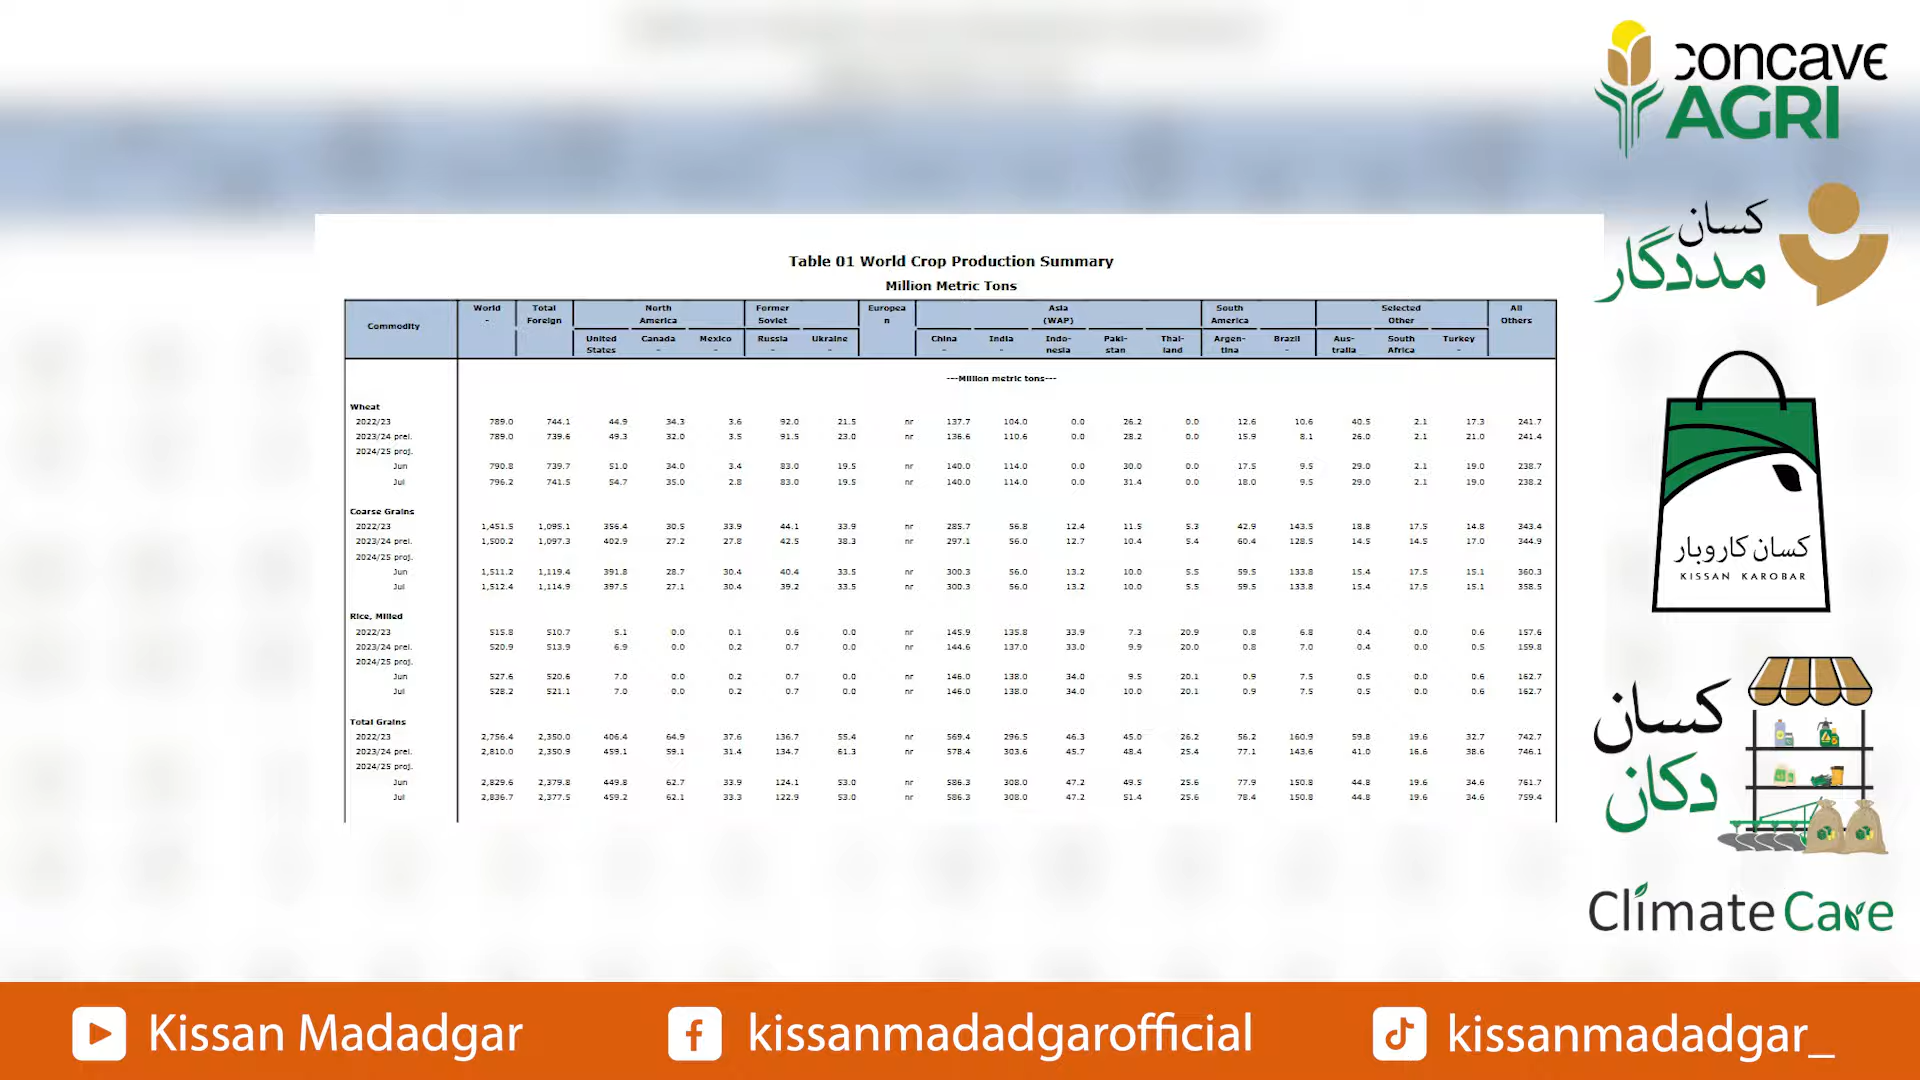 concave
AGRI
کسان
مددگار
Table 01 World Crop Production Summary
Million Metric Tons
Commodity World - Total Foreign North America Former Soviet Europea n Asia (WAP) South America Selected Other All Others
United States Canada - Mexico - Russia - Ukraine - China - India - Indo- nesia Paki- stan Thai- land Argen- tina Brazil - Aus- tralia South Africa Turkey -
---Million metric tons---
Wheat
2022/23 789.0 744.1 44.9 34.3 3.6 92.0 21.5 nr 137.7 104.0 0.0 26.2 0.0 12.6 10.6 40.5 2.1 17.3 241.7
2023/24 prel. 789.0 739.6 49.3 32.0 3.5 91.5 23.0 nr 136.6 110.6 0.0 28.2 0.0 15.9 8.1 26.0 2.1 21.0 241.4
2024/25 proj.
Jun 790.8 739.7 51.0 34.0 3.4 83.0 19.5 nr 140.0 114.0 0.0 30.0 0.0 17.5 9.5 29.0 2.1 19.0 238.7
Jul 796.2 741.5 54.7 35.0 2.8 83.0 19.5 nr 140.0 114.0 0.0 31.4 0.0 18.0 9.5 29.0 2.1 19.0 238.2
Coarse Grains
2022/23 1,451.5 1,095.1 356.4 30.5 33.9 44.1 33.9 nr 285.7 56.8 12.4 11.5 5.3 42.9 143.5 18.8 17.5 14.8 343.4
2023/24 prel. 1,500.2 1,097.3 402.9 27.2 27.8 42.5 38.3 nr 297.1 56.0 12.7 10.4 5.4 60.4 128.5 14.5 14.5 17.0 344.9
2024/25 proj.
Jun 1,511.2 1,119.4 391.8 28.7 30.4 40.4 33.5 nr 300.3 56.0 13.2 10.0 5.5 59.5 133.8 15.4 17.5 15.1 360.3
Jul 1,512.4 1,114.9 397.5 27.1 30.4 39.2 33.5 nr 300.3 56.0 13.2 10.0 5.5 59.5 133.8 15.4 17.5 15.1 358.5
Rice, Milled
2022/23 515.8 510.7 5.1 0.0 0.1 0.6 0.0 nr 145.9 135.8 33.9 7.3 20.9 0.8 6.8 0.4 0.0 0.6 157.6
2023/24 prel. 520.9 513.9 6.9 0.0 0.2 0.7 0.0 nr 144.6 137.0 33.0 9.9 20.0 0.8 7.0 0.4 0.0 0.5 159.8
2024/25 proj.
Jun 527.6 520.6 7.0 0.0 0.2 0.7 0.0 nr 146.0 138.0 34.0 9.5 20.1 0.9 7.5 0.5 0.0 0.6 162.7
Jul 528.2 521.1 7.0 0.0 0.2 0.7 0.0 nr 146.0 138.0 34.0 10.0 20.1 0.9 7.5 0.5 0.0 0.6 162.7
Total Grains
2022/23 2,756.4 2,350.0 406.4 64.9 37.6 136.7 55.4 nr 569.4 296.5 46.3 45.0 26.2 56.2 160.9 59.8 19.6 32.7 742.7
2023/24 prel. 2,810.0 2,350.9 459.1 59.1 31.4 134.7 61.3 nr 578.4 303.6 45.7 48.4 25.4 77.1 143.6 41.0 16.6 38.6 746.1
2024/25 proj.
Jun 2,829.6 2,379.8 449.8 62.7 33.9 124.1 53.0 nr 586.3 308.0 47.2 49.5 25.6 77.9 150.8 44.8 19.6 34.6 761.7
Jul 2,836.7 2,377.5 459.2 62.1 33.3 122.9 53.0 nr 586.3 308.0 47.2 51.4 25.6 78.4 150.8 44.8 19.6 34.6 759.4
کسان کاروبار
KISSAN KAROBAR
کسان
دکان
Climate Care
Kissan Madadgar
kissanmadadgarofficial
kissanmadadgar_